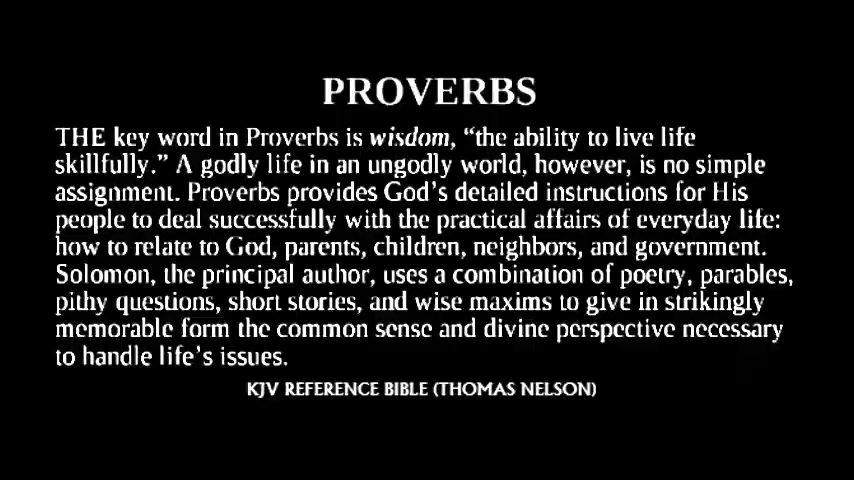 PROVERBS
THE key word in Proverbs is wisdom, “the ability to live life
skillfully.” A godly life in an ungodly world, however, is no simple
assignment. Proverbs provides God’s detailed instructions for His
people to deal successfully with the practical affairs of everyday life:
how to relate to God, parents, children, neighbors, and government.
Solomon, the principal author, uses a combination of poetry, parables,
pithy questions, short stories, and wise maxims to give in strikingly
memorable form the common sense and divine perspective necessary
to handle life’s issues.
KJV REFERENCE BIBLE (THOMAS NELSON)